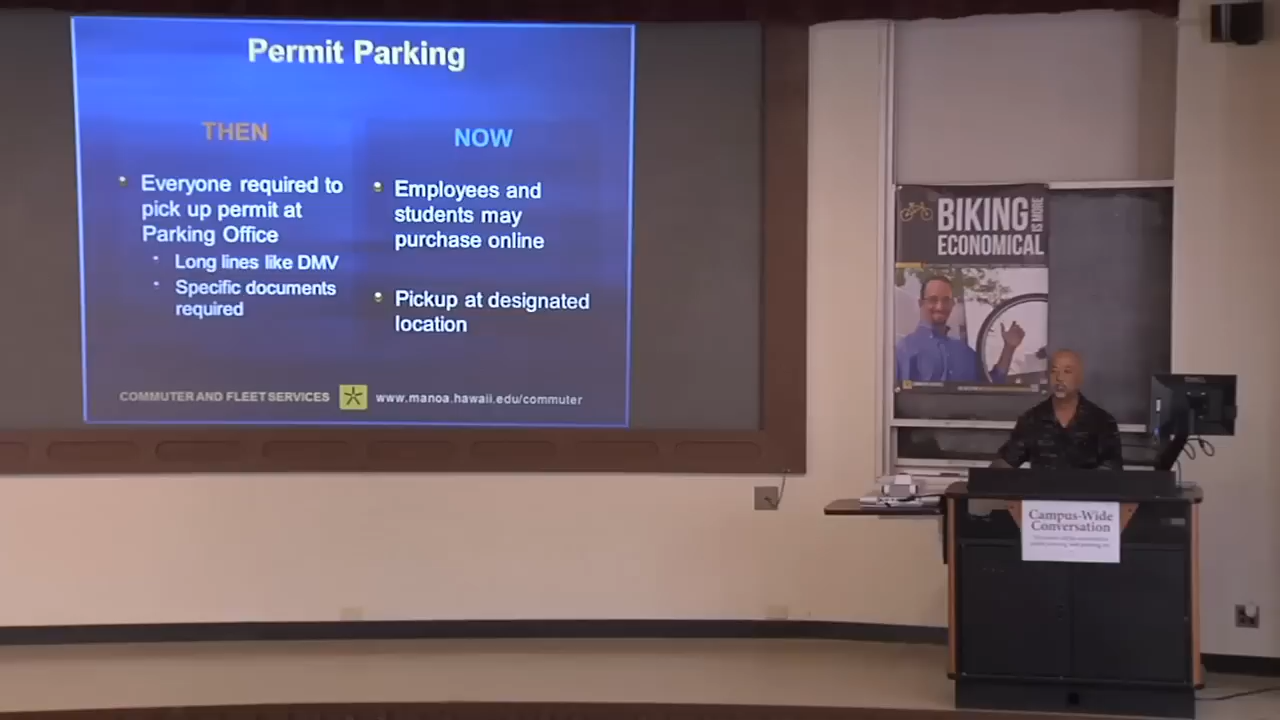 Permit Parking
THEN
• Everyone required to
pick up permit at
Parking Office
• Long lines like DMV
• Specific documents
required
NOW
• Employees and
students may
purchase online
• Pickup at designated
location
COMMUTER AND FLEET SERVICES
www.manoa.hawaii.edu/commuter
BIKING
IS MORE
ECONOMICAL
Campus-Wide
Conversation